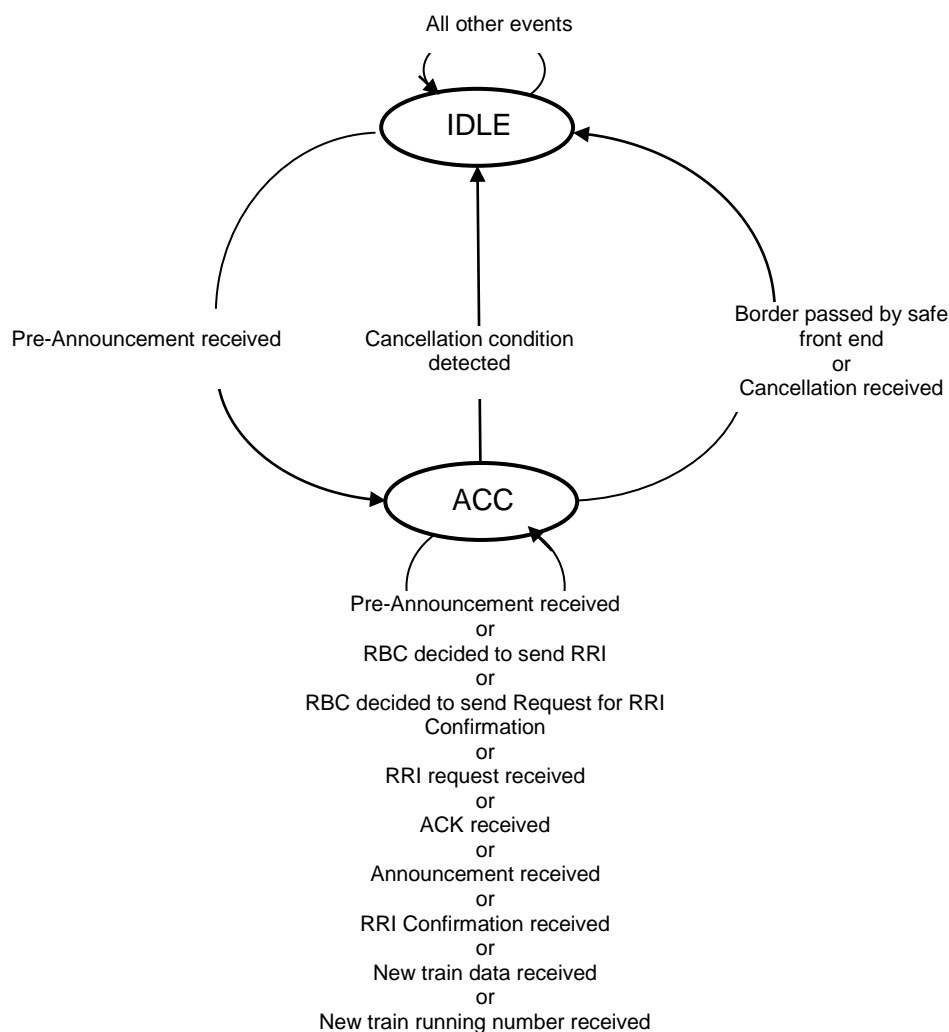 All other events
IDLE
Pre-Announcement received
Cancellation condition
detected
Border passed by safe
front end
or
Cancellation received
ACC
Pre-Announcement received
or
RBC decided to send RRI
or
RBC decided to send Request for RRI
Confirmation
or
RRI request received
or
ACK received
or
Announcement received
or
RRI Confirmation received
or
New train data received
or
New train running number received